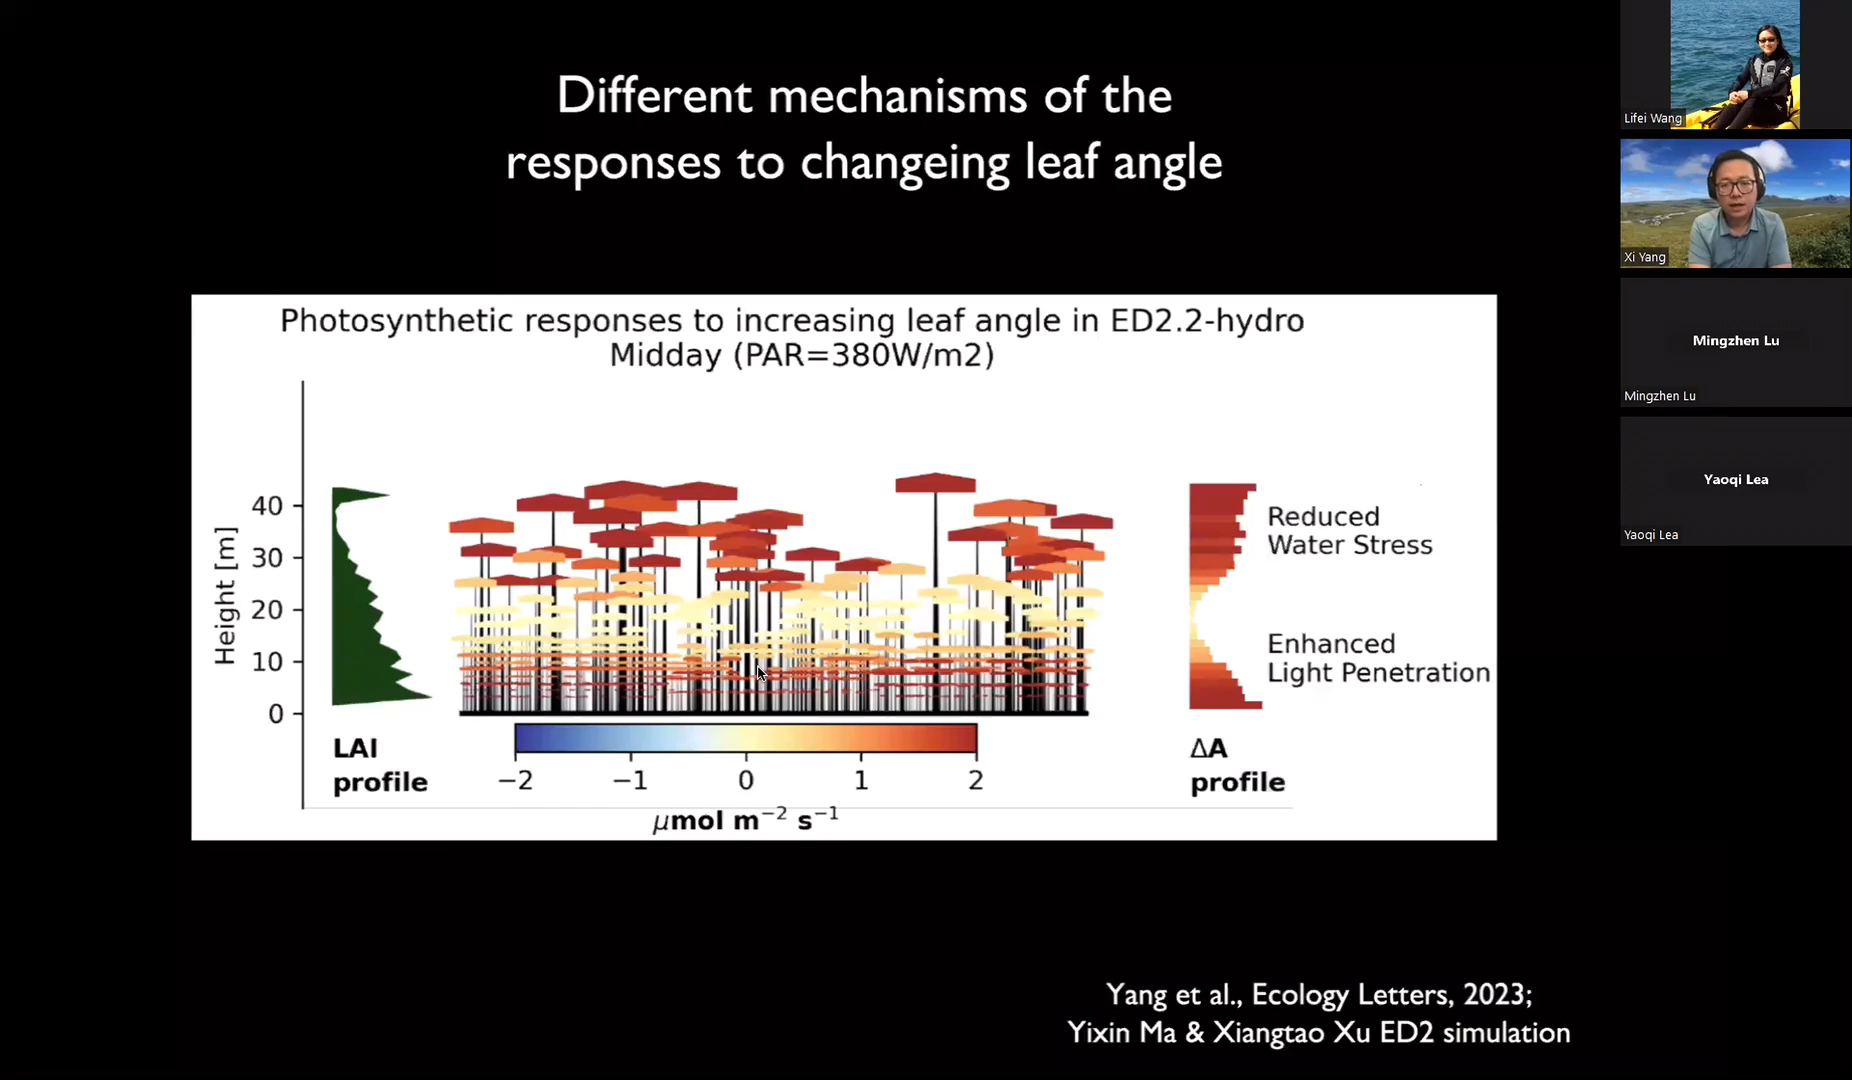 Different mechanisms of the
responses to changeing leaf angle
Photosynthetic responses to increasing leaf angle in ED2.2-hydro
Midday (PAR=380W/m2)
Height [m]
40
30
20
10
0
LAI
profile
−2 −1 0 1 2
μmol m⁻² s⁻¹
Reduced
Water Stress
Enhanced
Light Penetration
ΔA
profile
Yang et al., Ecology Letters, 2023;
Yixin Ma & Xiangtao Xu ED2 simulation
Lifei Wang
Xi Yang
Mingzhen Lu
Mingzhen Lu
Yaoqi Lea
Yaoqi Lea